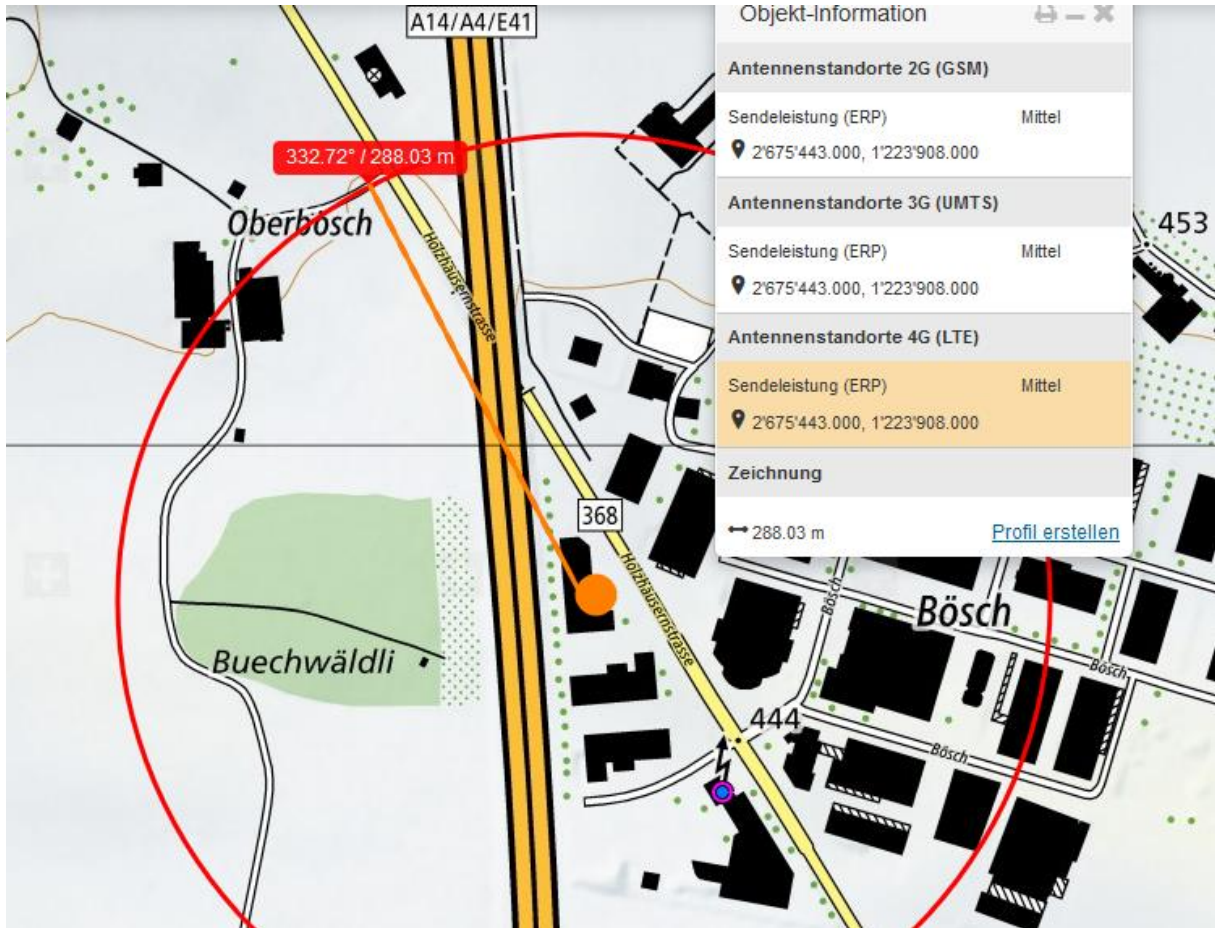 A14/A4/E41
Objekt-Information
Antennenstandorte 2G (GSM)
Sendeleistung (ERP) Mittel
2'675'443.000, 1'223'908.000
332.72° / 288.03 m
Antennenstandorte 3G (UMTS)
453
Oberbösch
Sendeleistung (ERP) Mittel
2'675'443.000, 1'223'908.000
Holzhäusernstrasse
Antennenstandorte 4G (LTE)
Sendeleistung (ERP) Mittel
2'675'443.000, 1'223'908.000
Zeichnung
368
288.03 m Profil erstellen
Holzhäusernstrasse
Bösch
Bösch
Buechwäldli
Bösch
444
Bösch